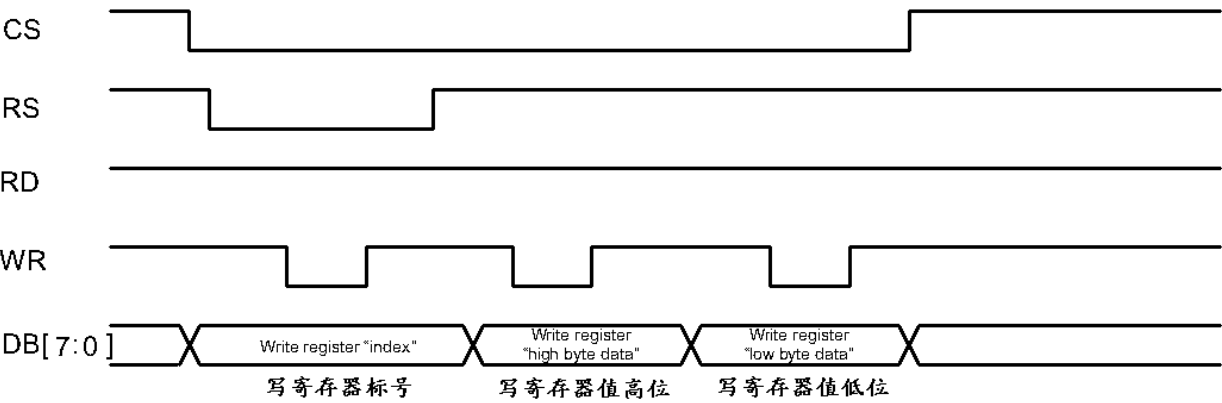 CS
RS
RD
WR
DB[ 7:0 ]
Write register “index”
Write register
“high byte data”
Write register
“low byte data”
写寄存器标号
写寄存器值高位
写寄存器值低位